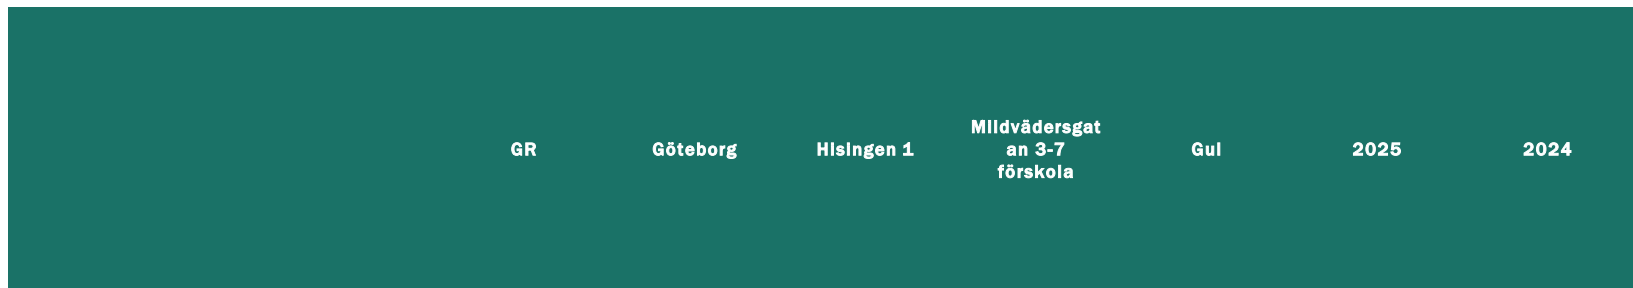 GR
Göteborg
Hisingen 1
Mildvädersgat
an 3-7
förskola
Gul
2025
2024